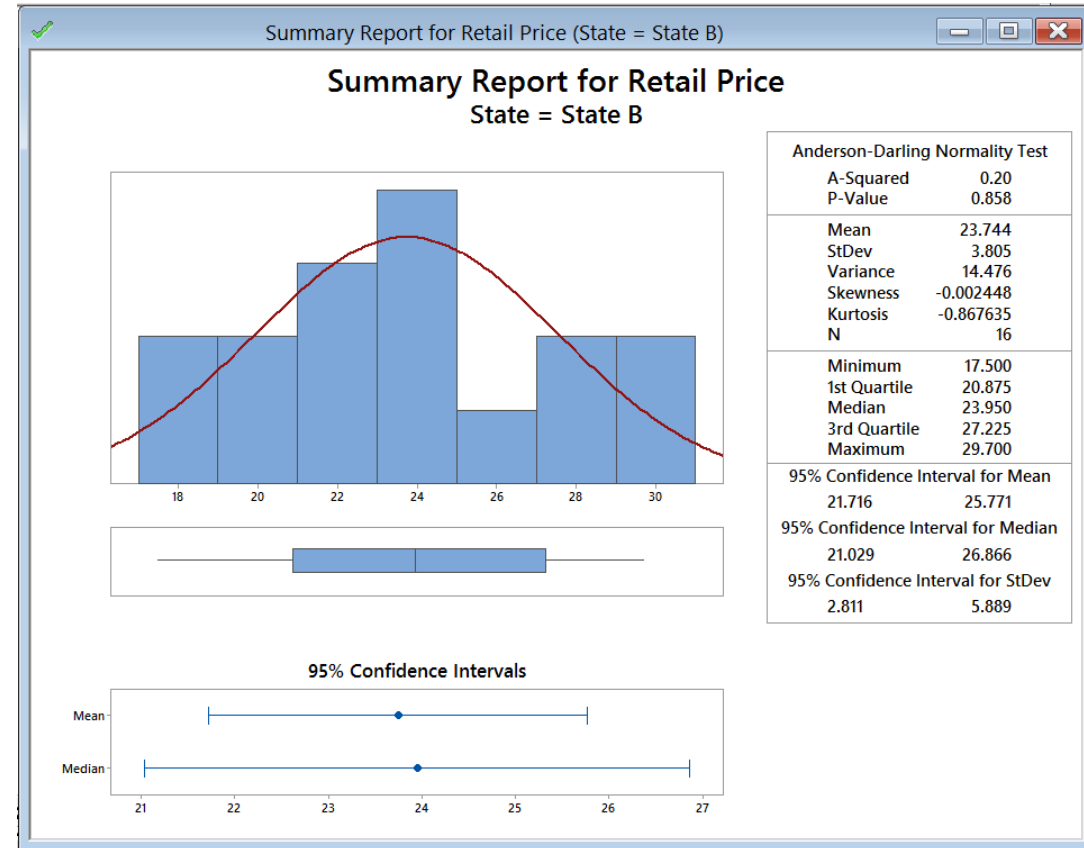 Summary Report for Retail Price (State = State B)
Summary Report for Retail Price
State = State B
18 20 22 24 26 28 30
95% Confidence Intervals
Mean
Median
21 22 23 24 25 26 27
Anderson-Darling Normality Test
A-Squared 0.20
P-Value 0.858
Mean 23.744
StDev 3.805
Variance 14.476
Skewness -0.002448
Kurtosis -0.867635
N 16
Minimum 17.500
1st Quartile 20.875
Median 23.950
3rd Quartile 27.225
Maximum 29.700
95% Confidence Interval for Mean
21.716 25.771
95% Confidence Interval for Median
21.029 26.866
95% Confidence Interval for StDev
2.811 5.889